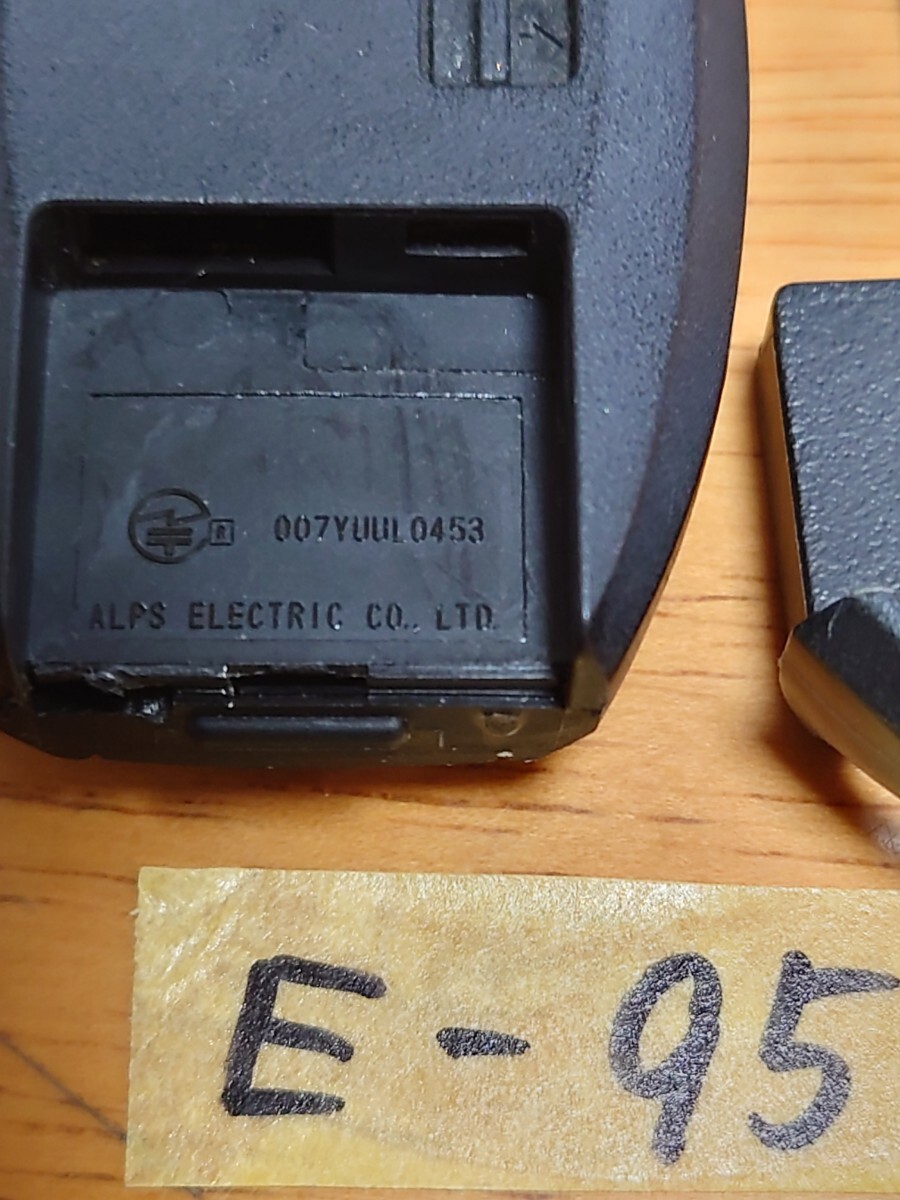 R 007YUUL0453
ALPS ELECTRIC CO., LTD.
E-95